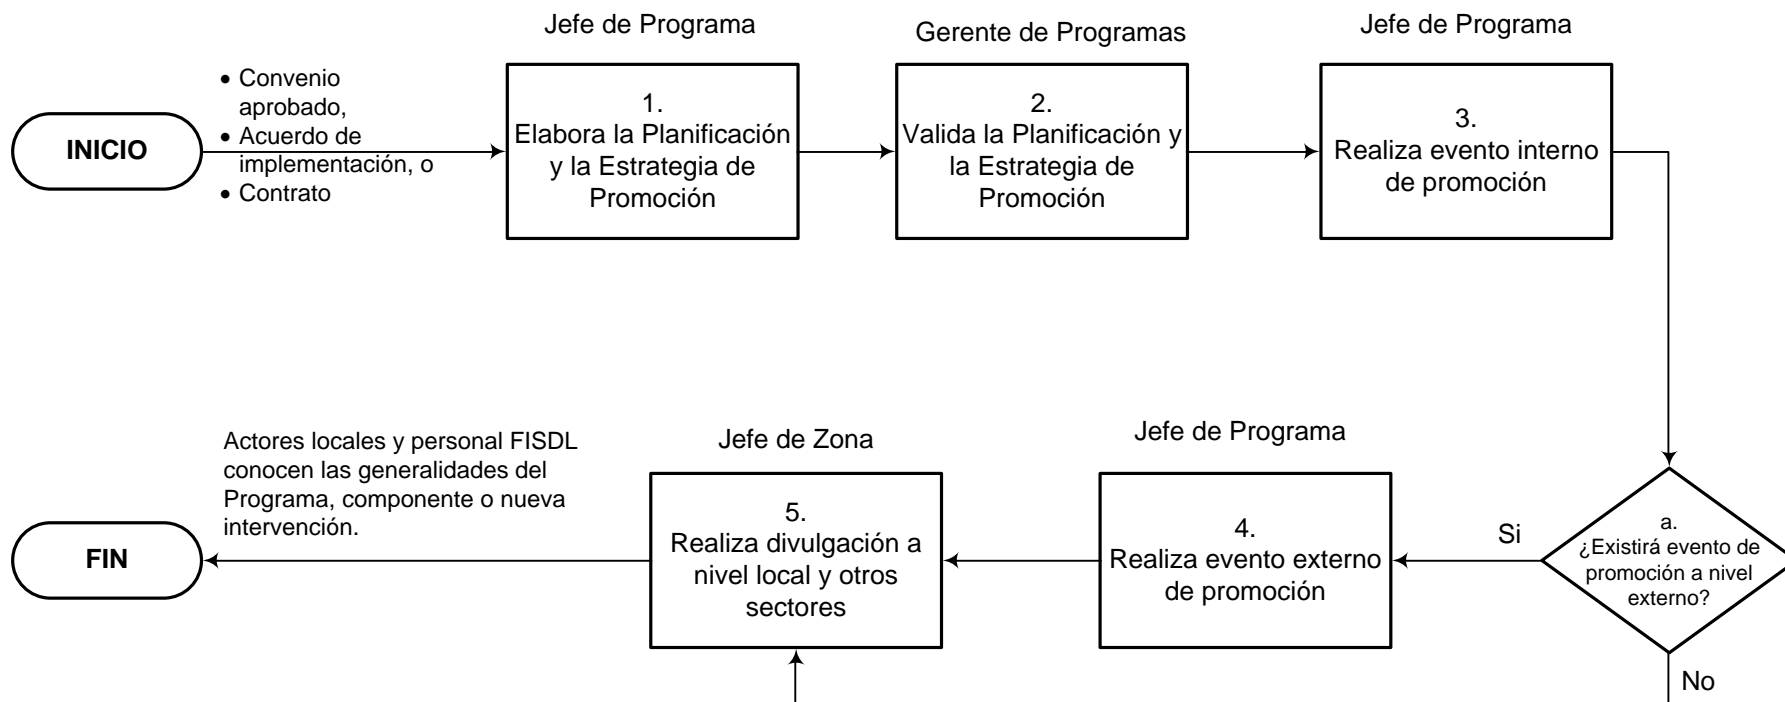 Jefe de Programa
Gerente de Programas
Jefe de Programa
INICIO
• Convenio
aprobado,
• Acuerdo de
implementación, o
• Contrato
1.
Elabora la Planificación
y la Estrategia de
Promoción
2.
Valida la Planificación y
la Estrategia de
Promoción
3.
Realiza evento interno
de promoción
Actores locales y personal FISDL
conocen las generalidades del
Programa, componente o nueva
intervención.
Jefe de Zona
Jefe de Programa
FIN
5.
Realiza divulgación a
nivel local y otros
sectores
4.
Realiza evento externo
de promoción
Si
a.
¿Existirá evento de
promoción a nivel
externo?
No